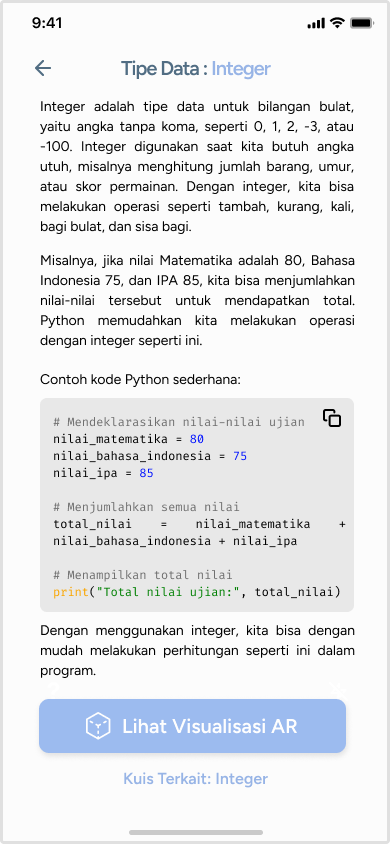 9:41
Tipe Data : Integer
Integer adalah tipe data untuk bilangan bulat,
yaitu angka tanpa koma, seperti 0, 1, 2, -3, atau
-100. Integer digunakan saat kita butuh angka
utuh, misalnya menghitung jumlah barang, umur,
atau skor permainan. Dengan integer, kita bisa
melakukan operasi seperti tambah, kurang, kali,
bagi bulat, dan sisa bagi.
Misalnya, jika nilai Matematika adalah 80, Bahasa
Indonesia 75, dan IPA 85, kita bisa menjumlahkan
nilai-nilai tersebut untuk mendapatkan total.
Python memudahkan kita melakukan operasi
dengan integer seperti ini.
Contoh kode Python sederhana:
# Mendeklarasikan nilai-nilai ujian
nilai_matematika = 80
nilai_bahasa_indonesia = 75
nilai_ipa = 85
# Menjumlahkan semua nilai
total_nilai = nilai_matematika +
nilai_bahasa_indonesia + nilai_ipa
# Menampilkan total nilai
print("Total nilai ujian:", total_nilai)
Dengan menggunakan integer, kita bisa dengan
mudah melakukan perhitungan seperti ini dalam
program.
Lihat Visualisasi AR
Kuis Terkait: Integer